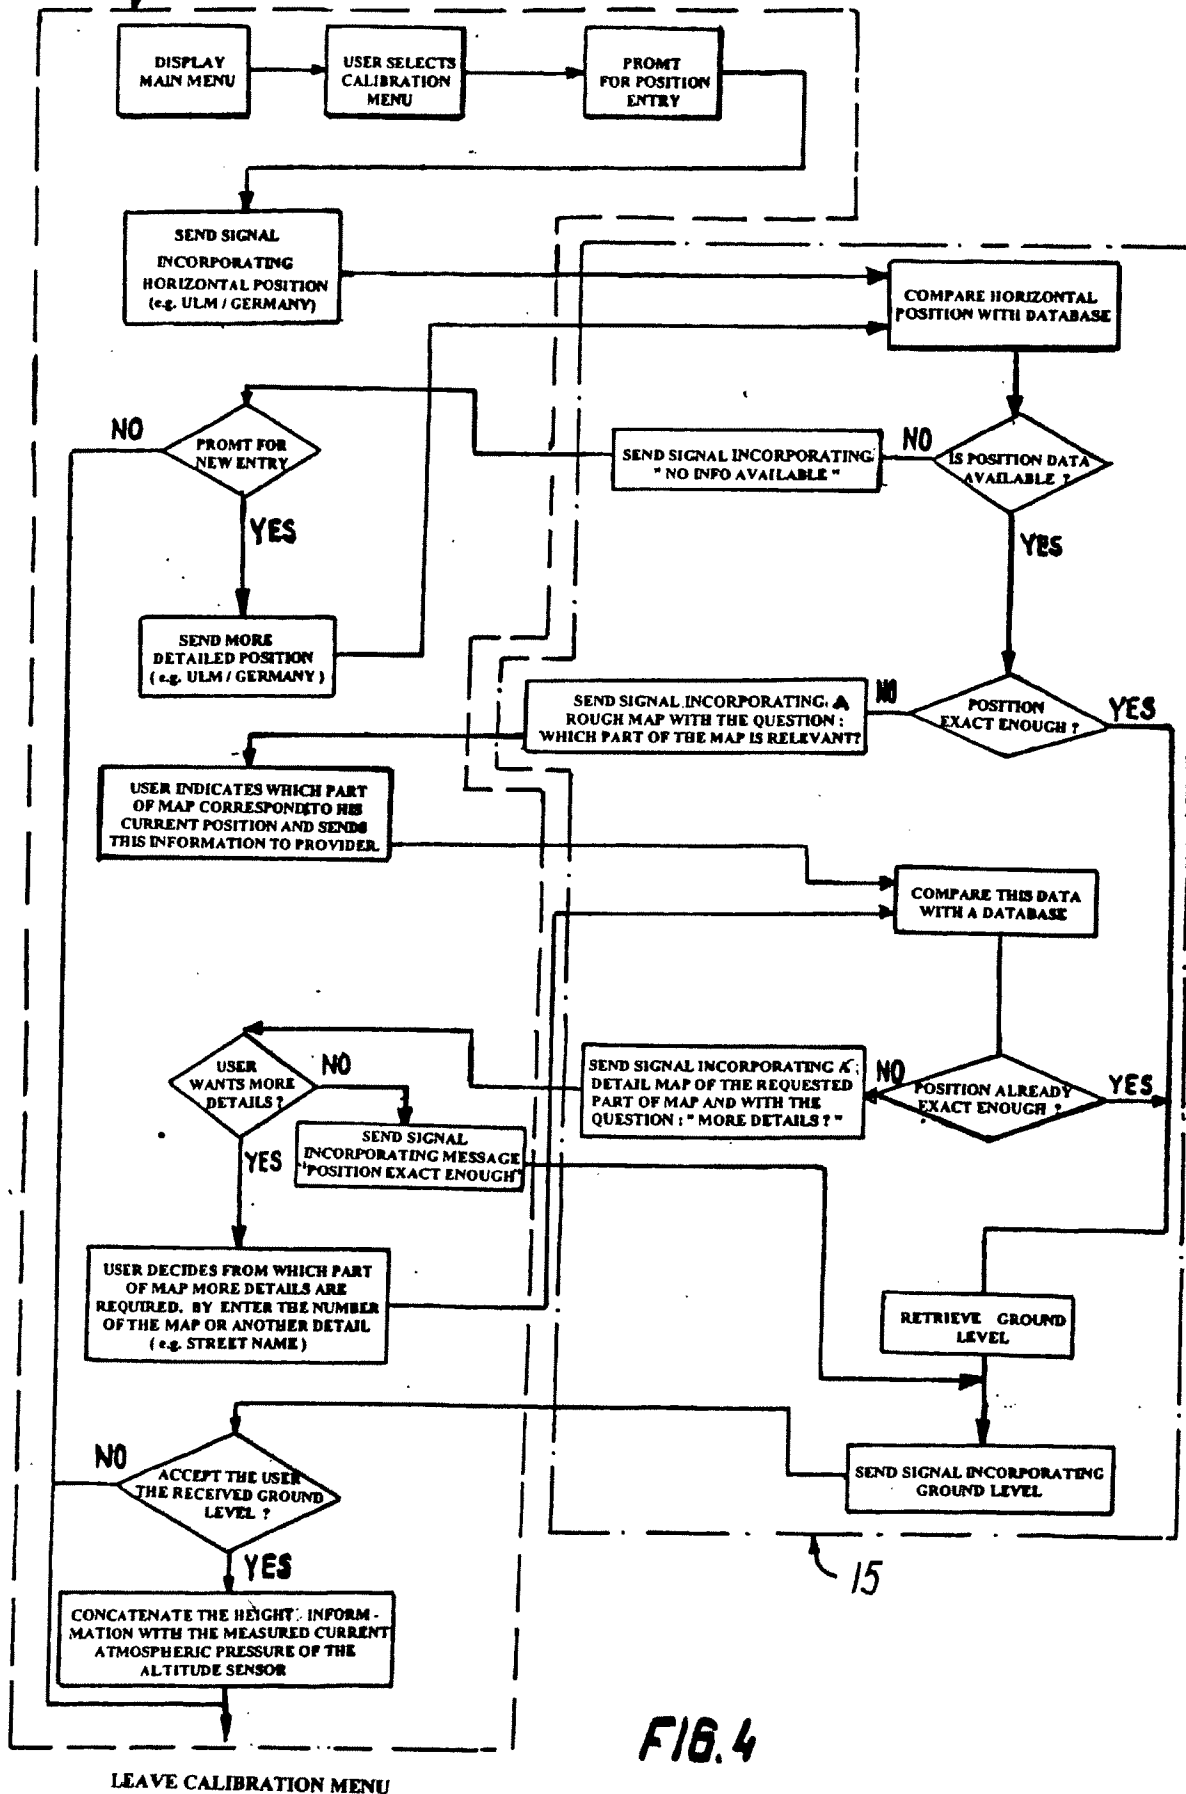 DISPLAY
MAIN MENU
USER SELECTS
CALIBRATION
MENU
PROMT
FOR POSITION
ENTRY
SEND SIGNAL
INCORPORATING
HORIZONTAL POSITION
(e.g. ULM / GERMANY)
COMPARE HORIZONTAL
POSITION WITH DATABASE
NO
PROMT FOR
NEW ENTRY
SEND SIGNAL INCORPORATING
" NO INFO AVAILABLE "
NO
IS POSITION DATA
AVAILABLE ?
YES
YES
SEND MORE
DETAILED POSITION
( e.g. ULM / GERMANY )
SEND SIGNAL INCORPORATING A
ROUGH MAP WITH THE QUESTION :
WHICH PART OF THE MAP IS RELEVANT?
NO
POSITION
EXACT ENOUGH ?
YES
USER INDICATES WHICH PART
OF MAP CORRESPOND TO HIS
CURRENT POSITION AND SENDS
THIS INFORMATION TO PROVIDER
COMPARE THIS DATA
WITH A DATABASE
USER
WANTS MORE
DETAILS ?
NO
SEND SIGNAL INCORPORATING A
DETAIL MAP OF THE REQUESTED
PART OF MAP AND WITH THE
QUESTION : " MORE DETAILS ? "
NO
POSITION ALREADY
EXACT ENOUGH ?
YES
YES
SEND SIGNAL
INCORPORATING MESSAGE
"POSITION EXACT ENOUGH"
USER DECIDES FROM WHICH PART
OF MAP MORE DETAILS ARE
REQUIRED. BY ENTER THE NUMBER
OF THE MAP OR ANOTHER DETAIL
( e.g. STREET NAME )
RETRIEVE GROUND
LEVEL
NO
ACCEPT THE USER
THE RECEIVED GROUND
LEVEL ?
SEND SIGNAL INCORPORATING
GROUND LEVEL
YES
15
CONCATENATE THE HEIGHT INFORM -
MATION WITH THE MEASURED CURRENT
ATMOSPHERIC PRESSURE OF THE
ALTITUDE SENSOR
FIG.4
LEAVE CALIBRATION MENU